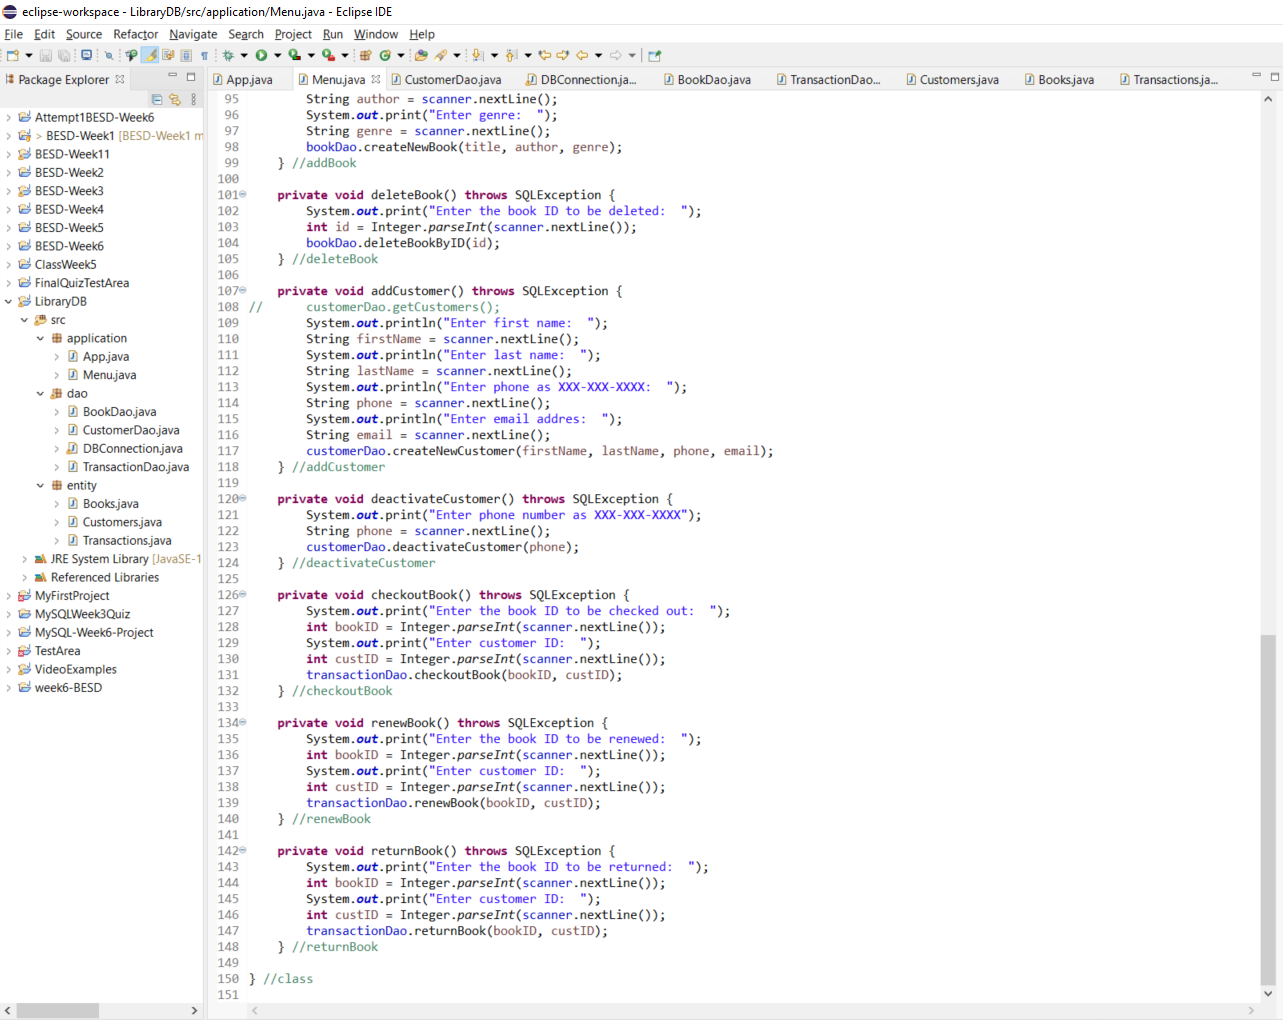 eclipse-workspace - LibraryDB/src/application/Menu.java - Eclipse IDE
File Edit Source Refactor Navigate Search Project Run Window Help
Package Explorer
App.java Menu.java CustomerDao.java DBConnection.ja... BookDao.java TransactionDao... Customers.java Books.java Transactions.ja...
Attempt1BESD-Week6
> BESD-Week1 [BESD-Week1 m
BESD-Week11
BESD-Week2
BESD-Week3
BESD-Week4
BESD-Week5
BESD-Week6
ClassWeek5
FinalQuizTestArea
LibraryDB
src
application
App.java
Menu.java
dao
BookDao.java
CustomerDao.java
DBConnection.java
TransactionDao.java
entity
Books.java
Customers.java
Transactions.java
JRE System Library [JavaSE-1
Referenced Libraries
MyFirstProject
MySQLWeek3Quiz
MySQL-Week6-Project
TestArea
VideoExamples
week6-BESD
95 String author = scanner.nextLine();
96 System.out.print("Enter genre:  ");
97 String genre = scanner.nextLine();
98 bookDao.createNewBook(title, author, genre);
99 } //addBook
100
101 private void deleteBook() throws SQLException {
102 System.out.print("Enter the book ID to be deleted:  ");
103 int id = Integer.parseInt(scanner.nextLine());
104 bookDao.deleteBookByID(id);
105 } //deleteBook
106
107 private void addCustomer() throws SQLException {
108 // customerDao.getCustomers();
109 System.out.println("Enter first name:  ");
110 String firstName = scanner.nextLine();
111 System.out.println("Enter last name:  ");
112 String lastName = scanner.nextLine();
113 System.out.println("Enter phone as XXX-XXX-XXXX:  ");
114 String phone = scanner.nextLine();
115 System.out.println("Enter email addres:  ");
116 String email = scanner.nextLine();
117 customerDao.createNewCustomer(firstName, lastName, phone, email);
118 } //addCustomer
119
120 private void deactivateCustomer() throws SQLException {
121 System.out.print("Enter phone number as XXX-XXX-XXXX");
122 String phone = scanner.nextLine();
123 customerDao.deactivateCustomer(phone);
124 } //deactivateCustomer
125
126 private void checkoutBook() throws SQLException {
127 System.out.print("Enter the book ID to be checked out:  ");
128 int bookID = Integer.parseInt(scanner.nextLine());
129 System.out.print("Enter customer ID:  ");
130 int custID = Integer.parseInt(scanner.nextLine());
131 transactionDao.checkoutBook(bookID, custID);
132 } //checkoutBook
133
134 private void renewBook() throws SQLException {
135 System.out.print("Enter the book ID to be renewed:  ");
136 int bookID = Integer.parseInt(scanner.nextLine());
137 System.out.print("Enter customer ID:  ");
138 int custID = Integer.parseInt(scanner.nextLine());
139 transactionDao.renewBook(bookID, custID);
140 } //renewBook
141
142 private void returnBook() throws SQLException {
143 System.out.print("Enter the book ID to be returned:  ");
144 int bookID = Integer.parseInt(scanner.nextLine());
145 System.out.print("Enter customer ID:  ");
146 int custID = Integer.parseInt(scanner.nextLine());
147 transactionDao.returnBook(bookID, custID);
148 } //returnBook
149
150 } //class
151